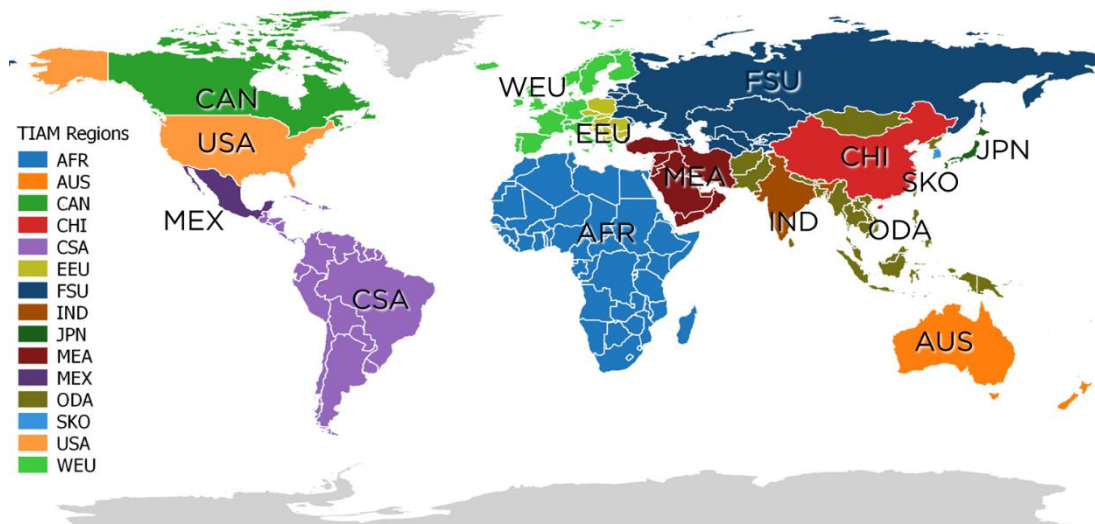 WEU
FSU
CAN
TIAM Regions
USA
EEU
JPN
AFR
CHI
AUS
MEA
SKO
CAN
MEX
IND
ODA
CHI
AFR
CSA
EEU
CSA
FSU
IND
JPN
AUS
MEA
MEX
ODA
SKO
USA
WEU